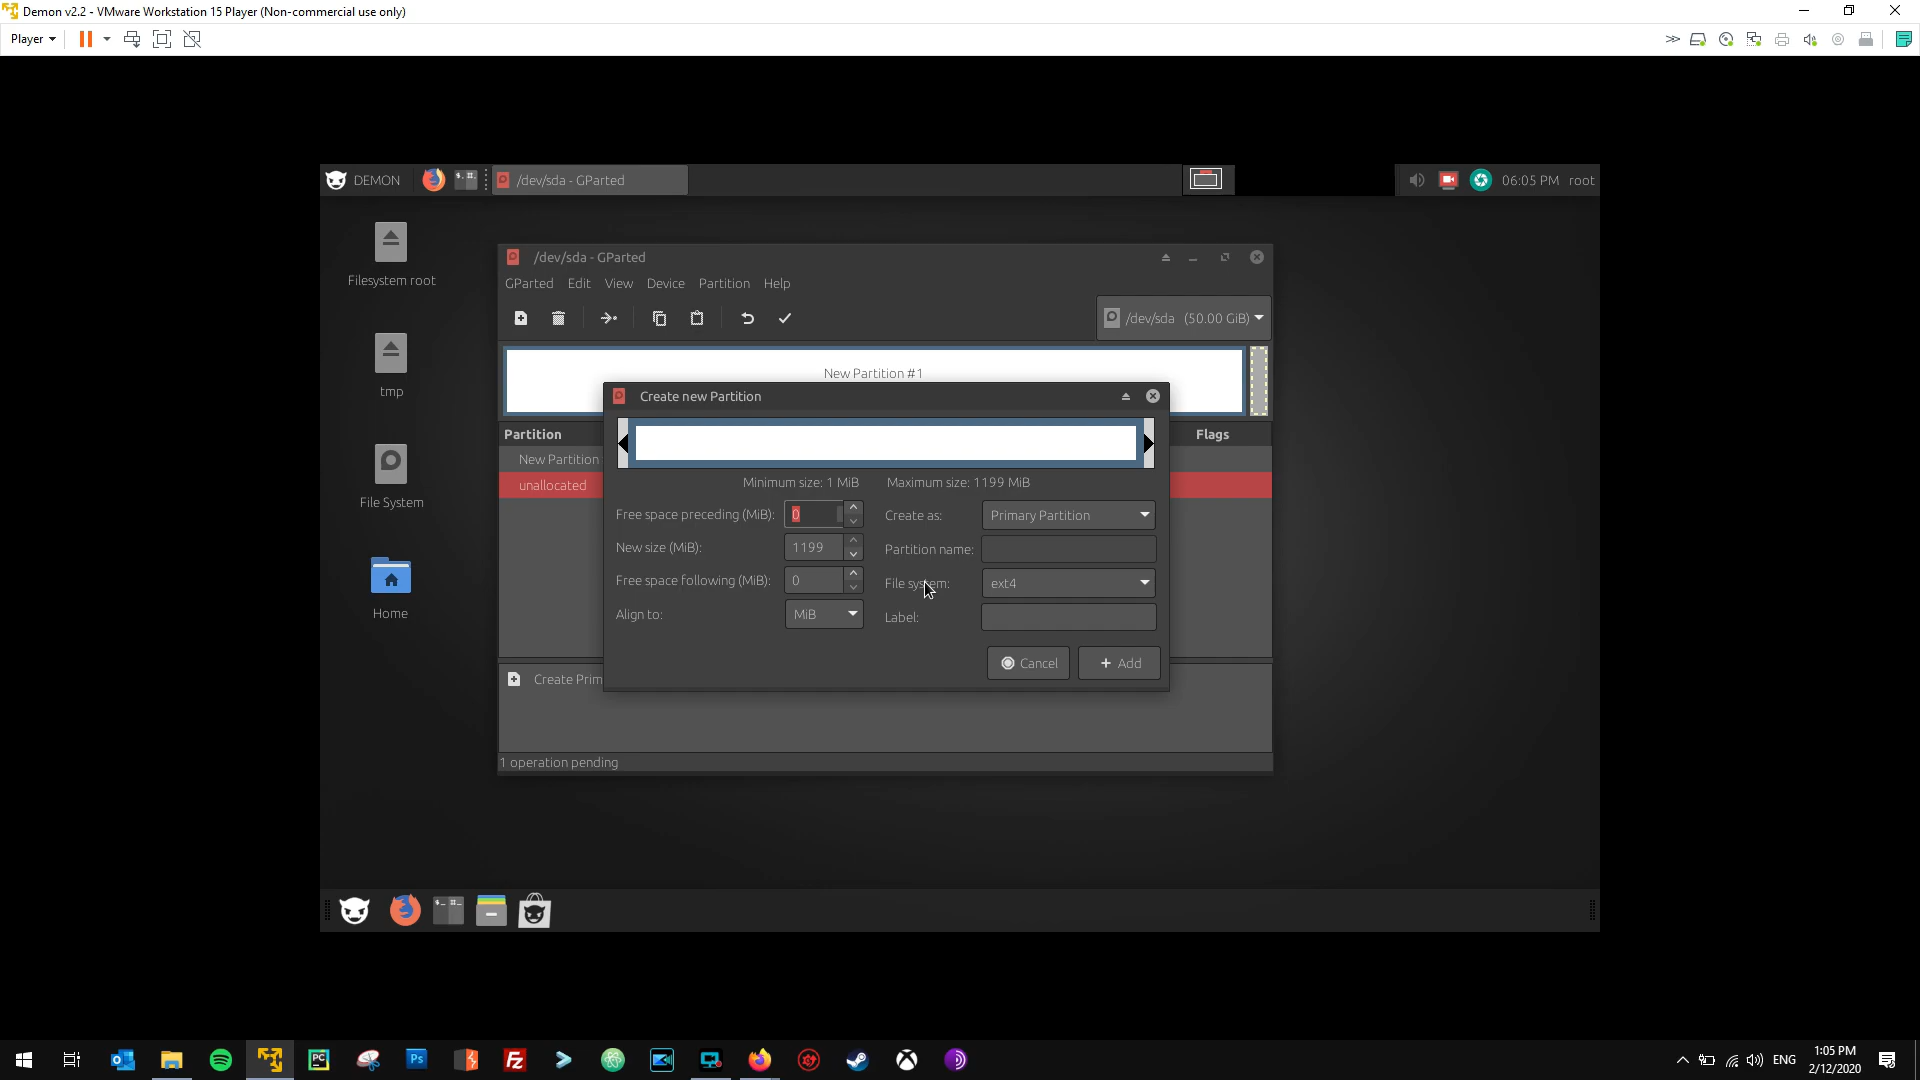 Demon v2.2 - VMware Workstation 15 Player (Non-commercial use only)
Player
DEMON
/dev/sda - GParted
06:05 PM root
Filesystem root
tmp
File System
Home
/dev/sda - GParted
GParted Edit View Device Partition Help
/dev/sda (50.00 GiB)
New Partition #1
Partition
Flags
New Partition
unallocated
Create new Partition
Minimum size: 1 MiB Maximum size: 1199 MiB
Free space preceding (MiB): 0 Create as: Primary Partition
New size (MiB): 1199 Partition name:
Free space following (MiB): 0 File system: ext4
Align to: MiB Label:
Cancel Add
Create Prim
1 operation pending
PC
Ps
Fz
ENG
1:05 PM
2/12/2020